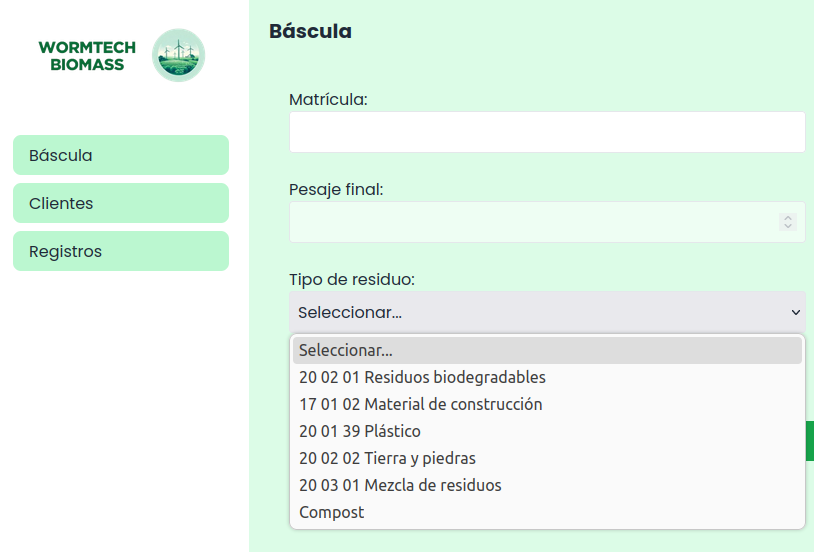 WORMTECH
BIOMASS
Báscula
Clientes
Registros
Báscula
Matrícula:
Pesaje final:
Tipo de residuo:
Seleccionar...
Seleccionar...
20 02 01 Residuos biodegradables
17 01 02 Material de construcción
20 01 39 Plástico
20 02 02 Tierra y piedras
20 03 01 Mezcla de residuos
Compost